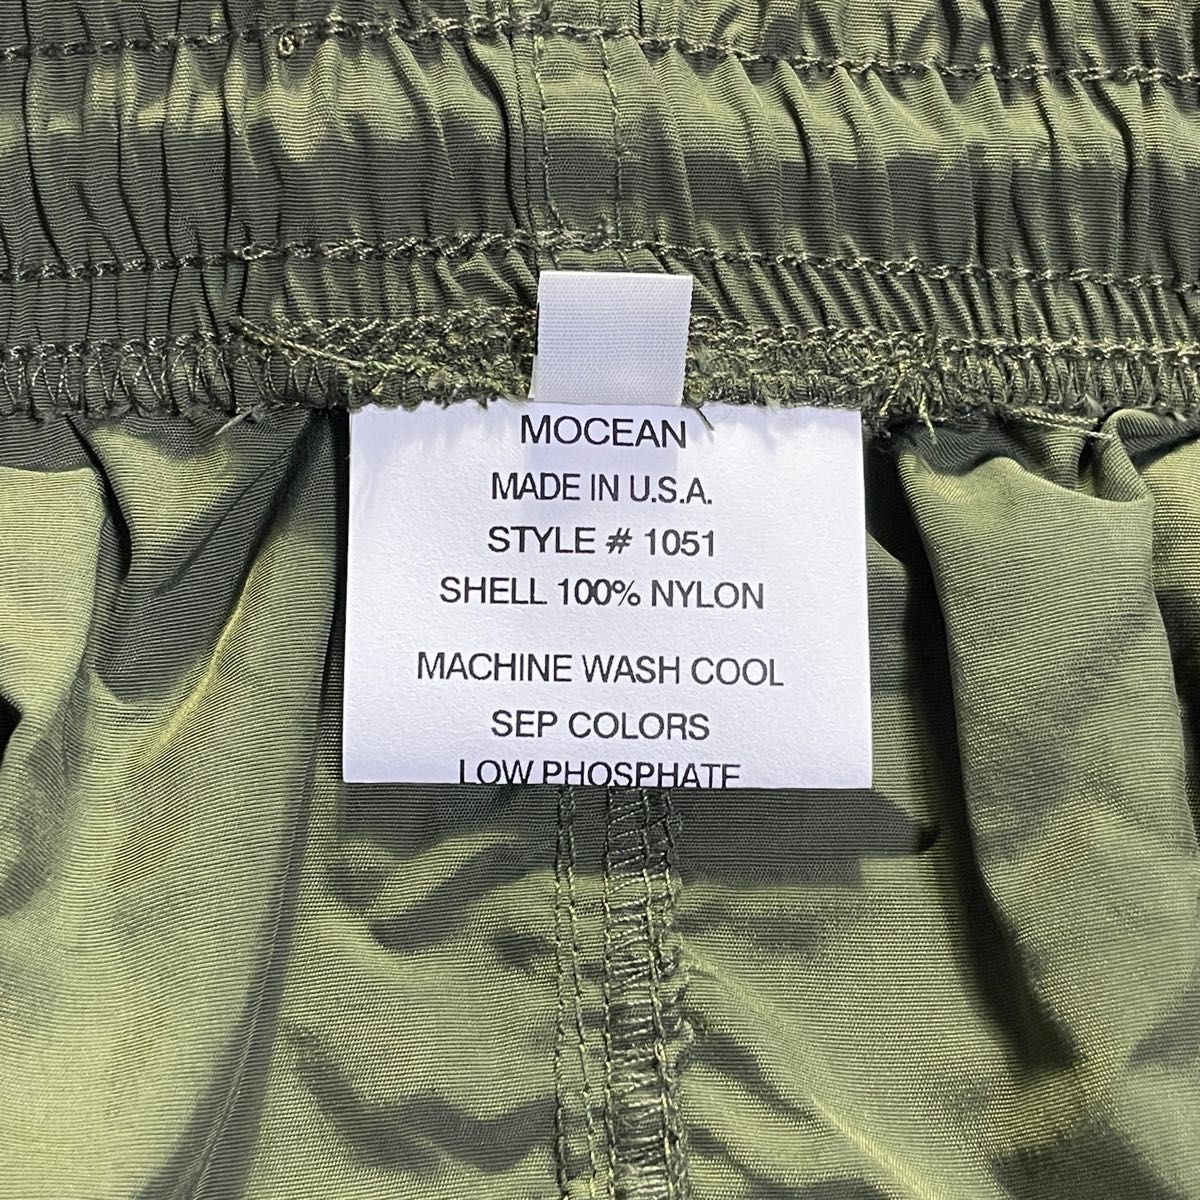 MOCEAN
MADE IN U.S.A.
STYLE # 1051
SHELL 100% NYLON
MACHINE WASH COOL
SEP COLORS
LOW PHOSPHATE